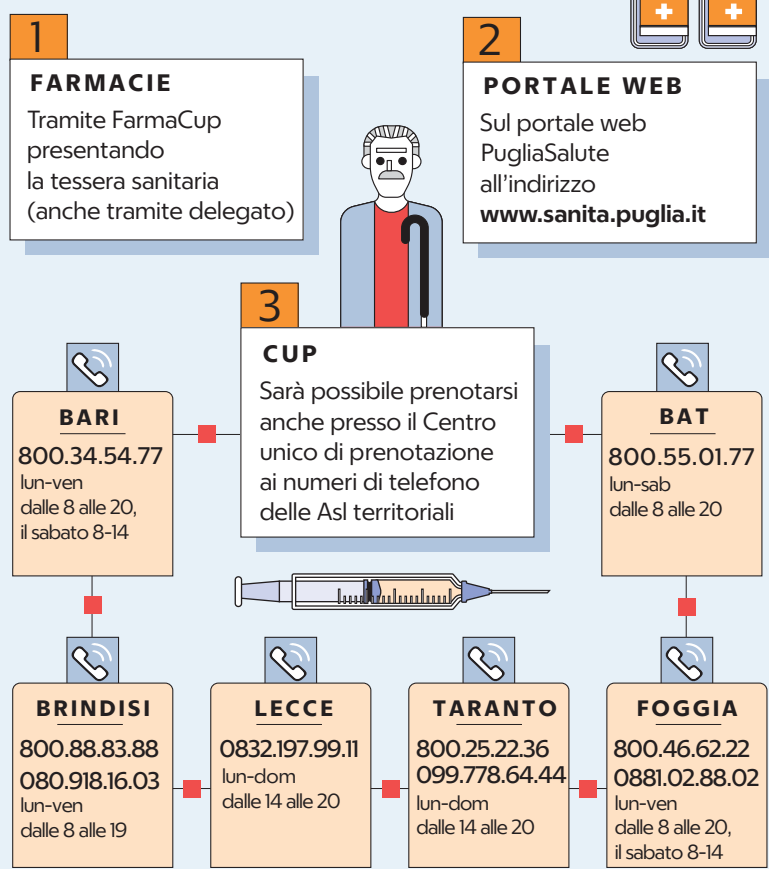 1
FARMACIE
Tramite FarmaCup
presentando
la tessera sanitaria
(anche tramite delegato)
2
PORTALE WEB
Sul portale web
PugliaSalute
all'indirizzo
www.sanita.puglia.it
3
CUP
Sarà possibile prenotarsi
anche presso il Centro
unico di prenotazione
ai numeri di telefono
delle Asl territoriali
BARI
800.34.54.77
lun-ven
dalle 8 alle 20,
il sabato 8-14
BAT
800.55.01.77
lun-sab
dalle 8 alle 20
BRINDISI
800.88.83.88
080.918.16.03
lun-ven
dalle 8 alle 19
LECCE
0832.197.99.11
lun-dom
dalle 14 alle 20
TARANTO
800.25.22.36
099.778.64.44
lun-dom
dalle 14 alle 20
FOGGIA
800.46.62.22
0881.02.88.02
lun-ven
dalle 8 alle 20,
il sabato 8-14